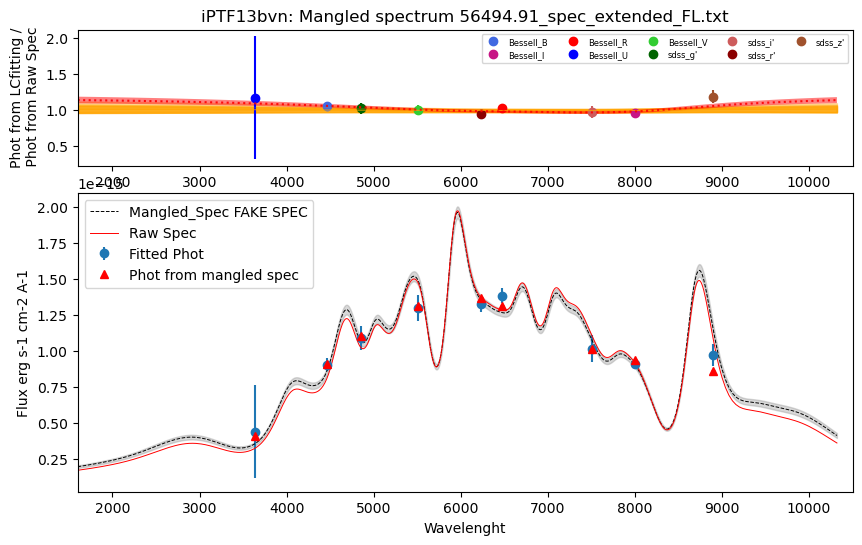 iPTF13bvn: Mangled spectrum 56494.91_spec_extended_FL.txt
Phot from LCfitting /
Phot from Raw Spec
2.0
1.5
1.0
0.5
Bessell_B
Bessell_I
Bessell_R
Bessell_U
Bessell_V
sdss_g'
sdss_i'
sdss_r'
sdss_z'
2000 3000 4000 5000 6000 7000 8000 9000 10000
1e−15
Flux erg s-1 cm-2 A-1
2.00
1.75
1.50
1.25
1.00
0.75
0.50
0.25
Mangled_Spec FAKE SPEC
Raw Spec
Fitted Phot
Phot from mangled spec
2000 3000 4000 5000 6000 7000 8000 9000 10000
Wavelenght